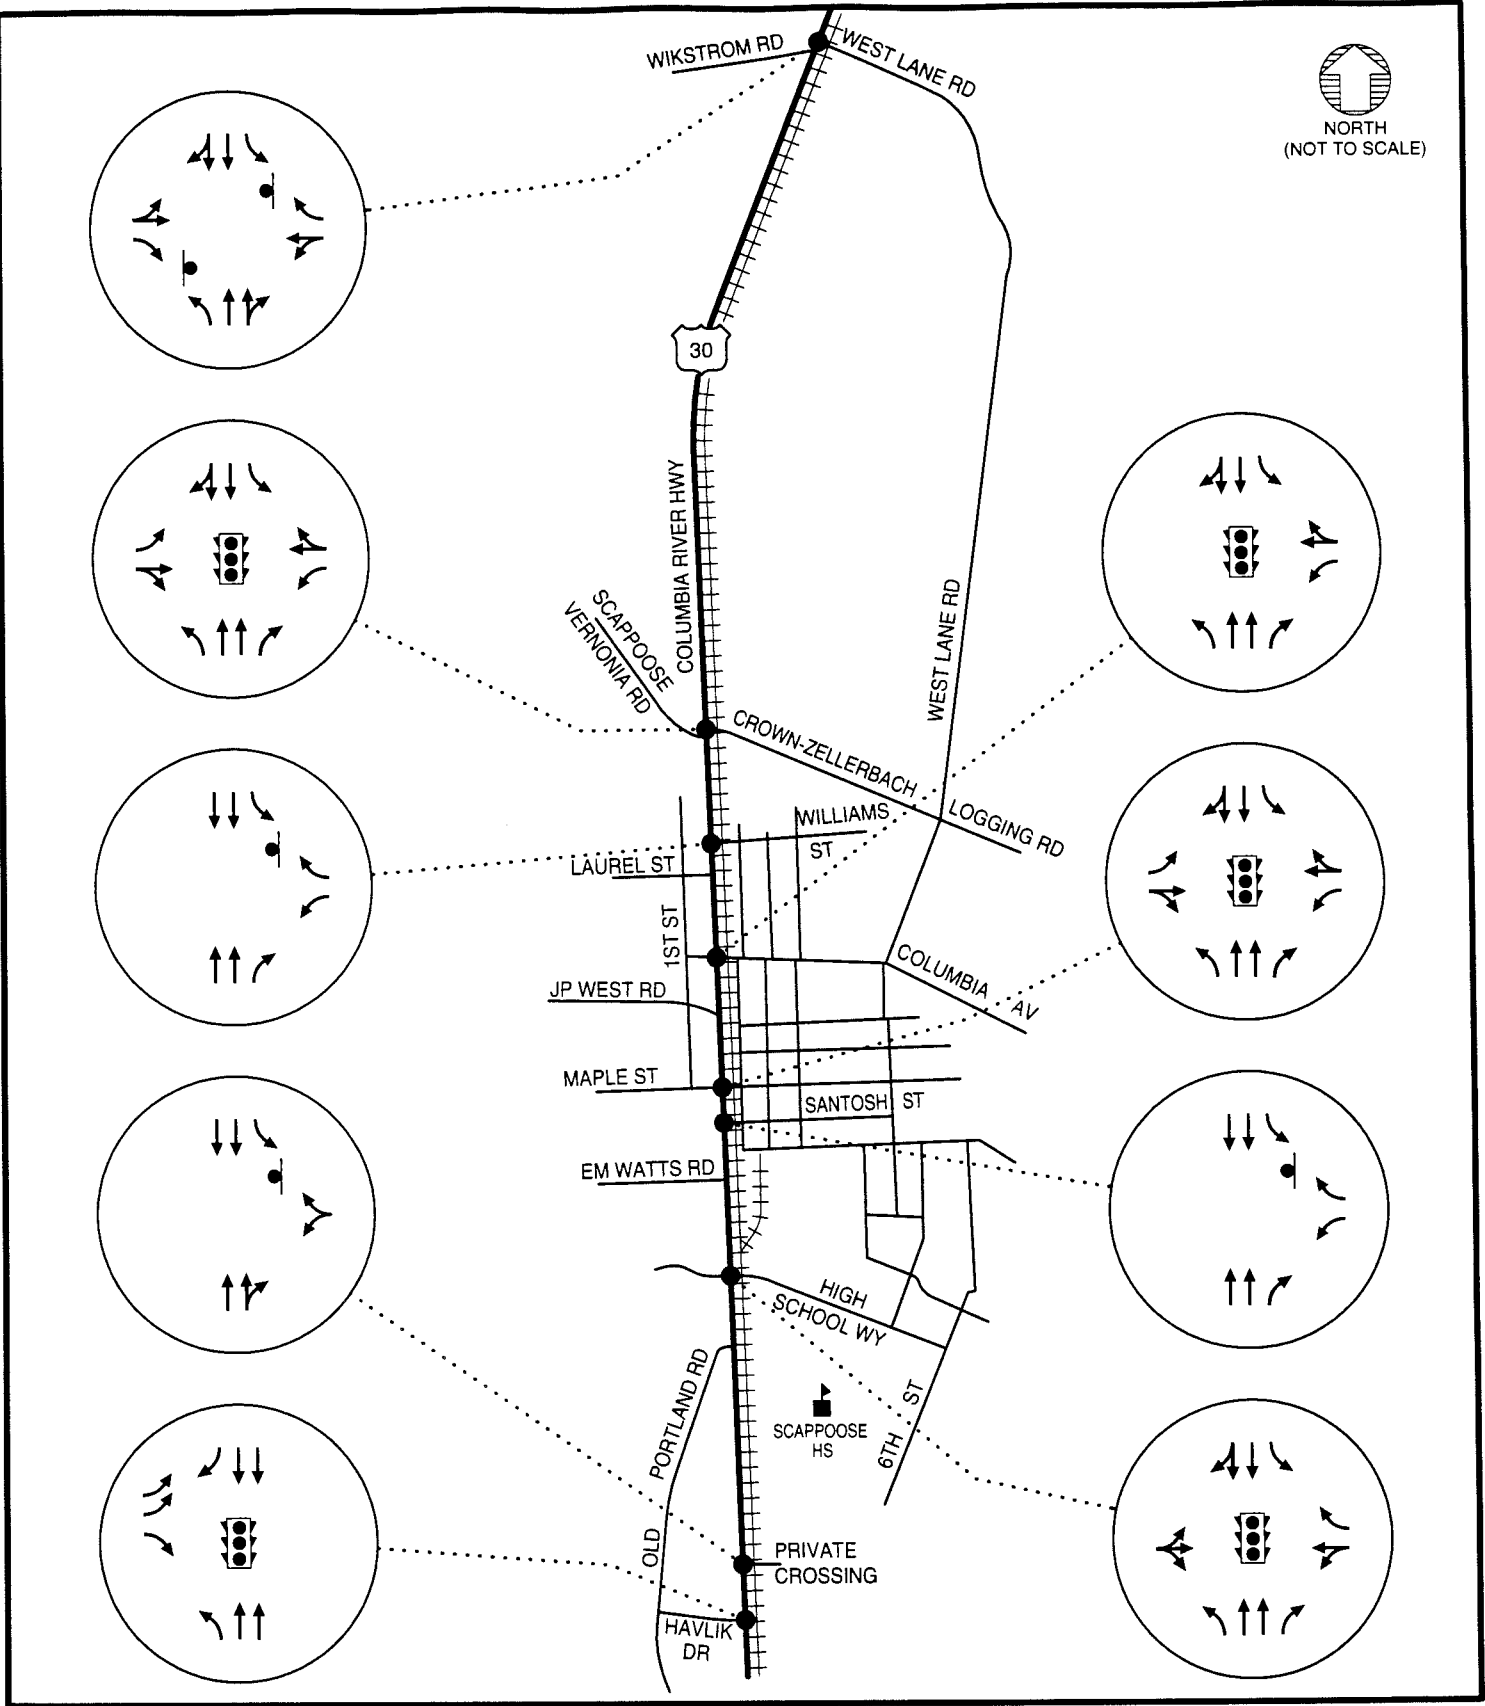 WIKSTROM RD
WEST LANE RD
NORTH
(NOT TO SCALE)
30
COLUMBIA RIVER HWY
SCAPPOOSE
VERNONIA RD
WEST LANE RD
CROWN-ZELLERBACH
LOGGING RD
WILLIAMS
ST
LAUREL ST
1ST ST
COLUMBIA
AV
JP WEST RD
MAPLE ST
SANTOSH ST
EM WATTS RD
HIGH
SCHOOL WY
OLD PORTLAND RD
SCAPPOOSE
HS
6TH ST
PRIVATE
CROSSING
HAVLIK
DR